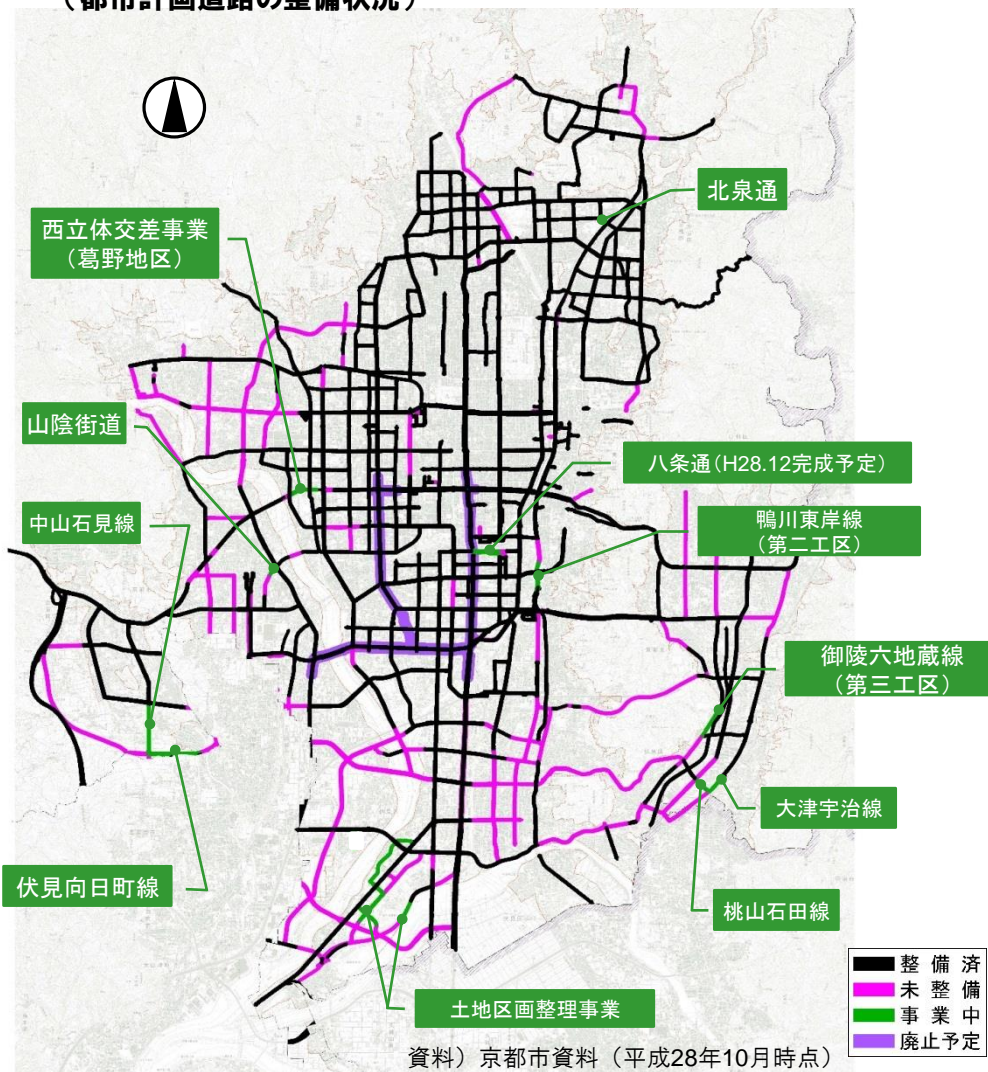 （都市計画道路の整備状況）
北泉通
西立体交差事業
（葛野地区）
山陰街道
八条通(H28.12完成予定)
中山石見線
鴨川東岸線
（第二工区）
御陵六地蔵線
（第三工区）
大津宇治線
伏見向日町線
桃山石田線
土地区画整理事業
整備済
未整備
事業中
廃止予定
資料）京都市資料（平成28年10月時点）